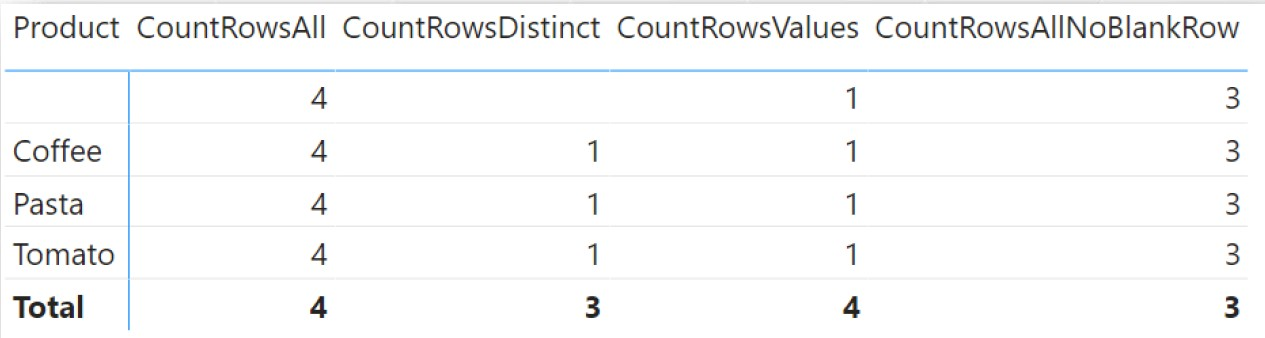 Product CountRowsAll CountRowsDistinct CountRowsValues CountRowsAllNoBlankRow
4 1 3
Coffee 4 1 1 3
Pasta 4 1 1 3
Tomato 4 1 1 3
Total 4 3 4 3